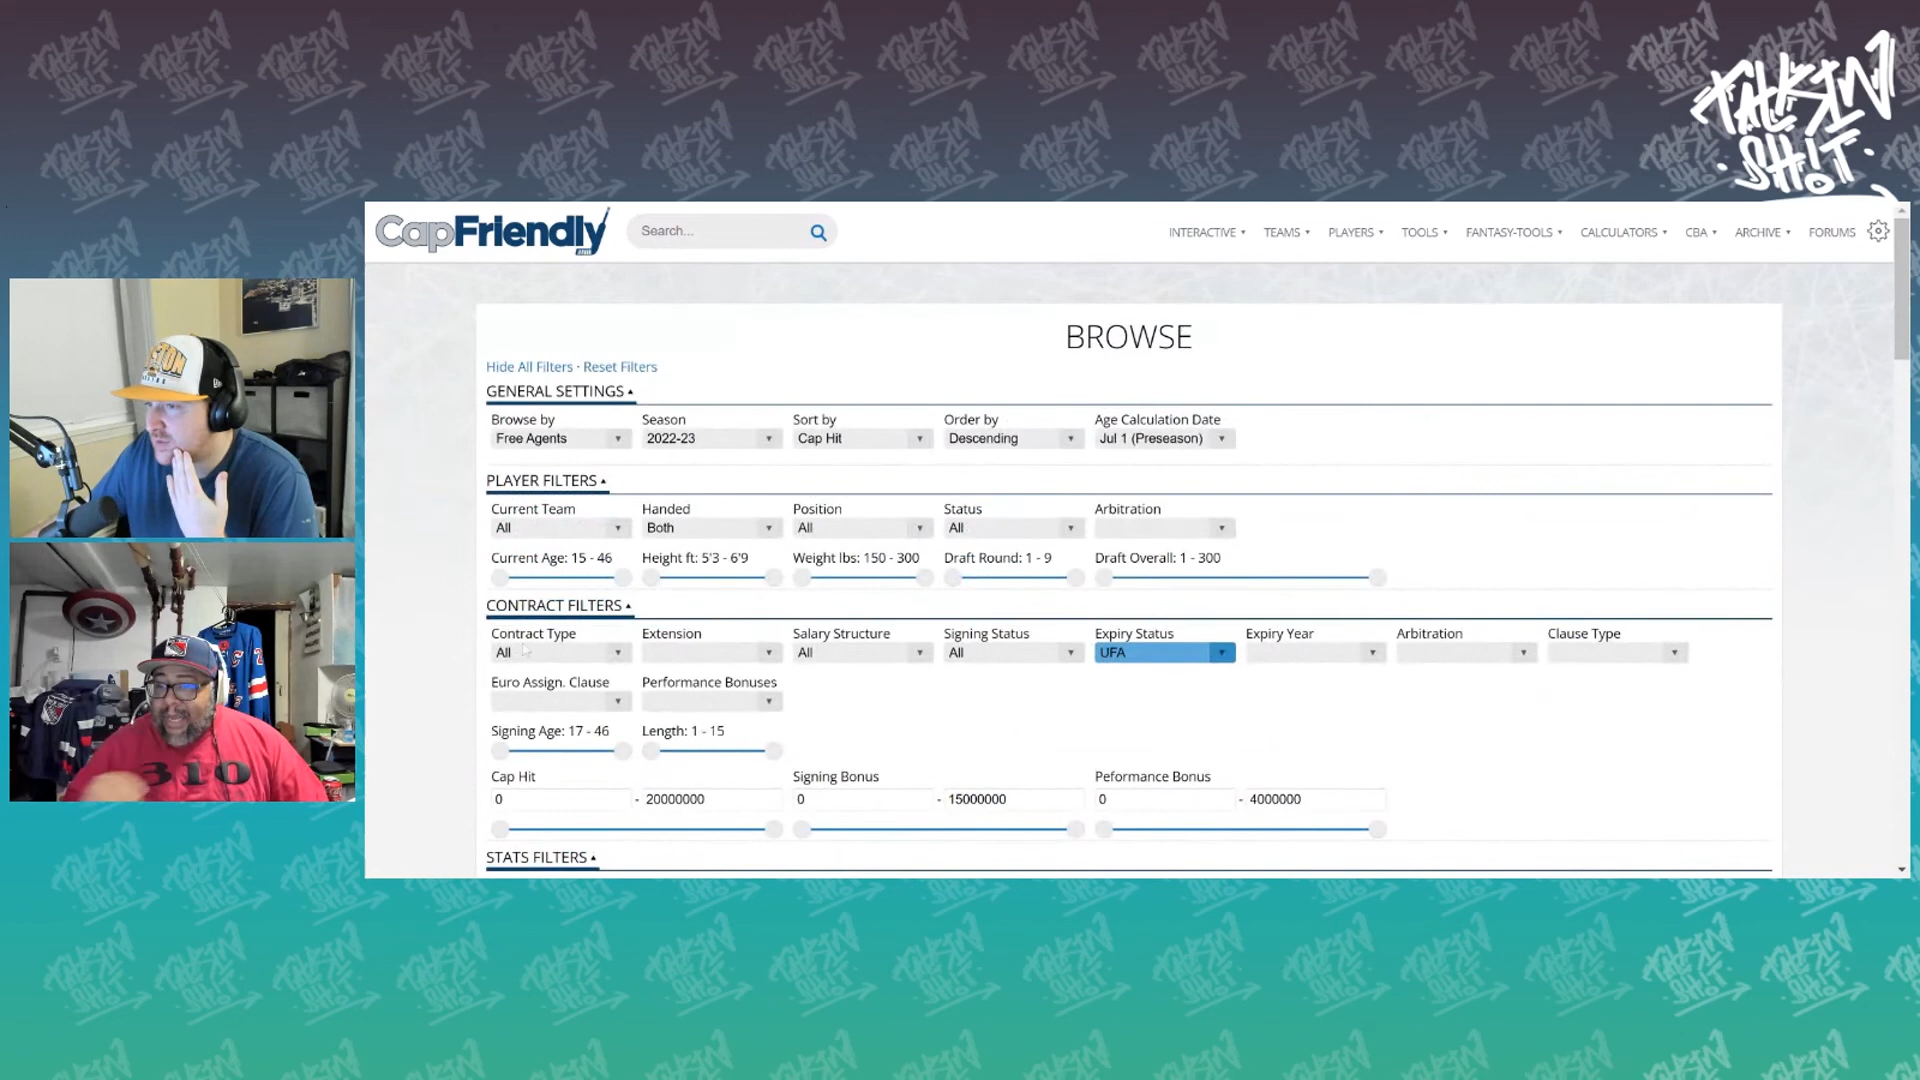 TALKIN
SH!T
CapFriendly
Search...
INTERACTIVE TEAMS PLAYERS TOOLS FANTASY-TOOLS CALCULATORS CBA ARCHIVE FORUMS
BROWSE
Hide All Filters · Reset Filters
GENERAL SETTINGS
Browse by Season Sort by Order by Age Calculation Date
Free Agents 2022-23 Cap Hit Descending Jul 1 (Preseason)
PLAYER FILTERS
Current Team Handed Position Status Arbitration
All Both All All
Current Age: 15 - 46 Height ft: 5'3 - 6'9 Weight lbs: 150 - 300 Draft Round: 1 - 9 Draft Overall: 1 - 300
CONTRACT FILTERS
Contract Type Extension Salary Structure Signing Status Expiry Status Expiry Year Arbitration Clause Type
All All All UFA
Euro Assign. Clause Performance Bonuses
Signing Age: 17 - 46 Length: 1 - 15
Cap Hit Signing Bonus Peformance Bonus
0 - 20000000 0 - 15000000 0 - 4000000
STATS FILTERS
310